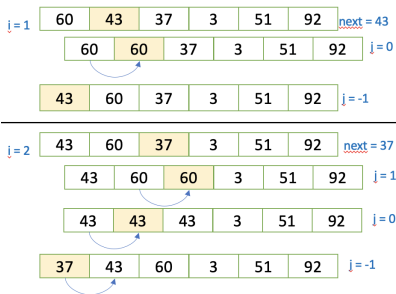 i = 1 60 43 37 3 51 92 next = 43
60 60 37 3 51 92 j = 0
43 60 37 3 51 92 j = -1
i = 2 43 60 37 3 51 92 next = 37
43 60 60 3 51 92 j = 1
43 43 43 3 51 92 j = 0
37 43 60 3 51 92 j = -1